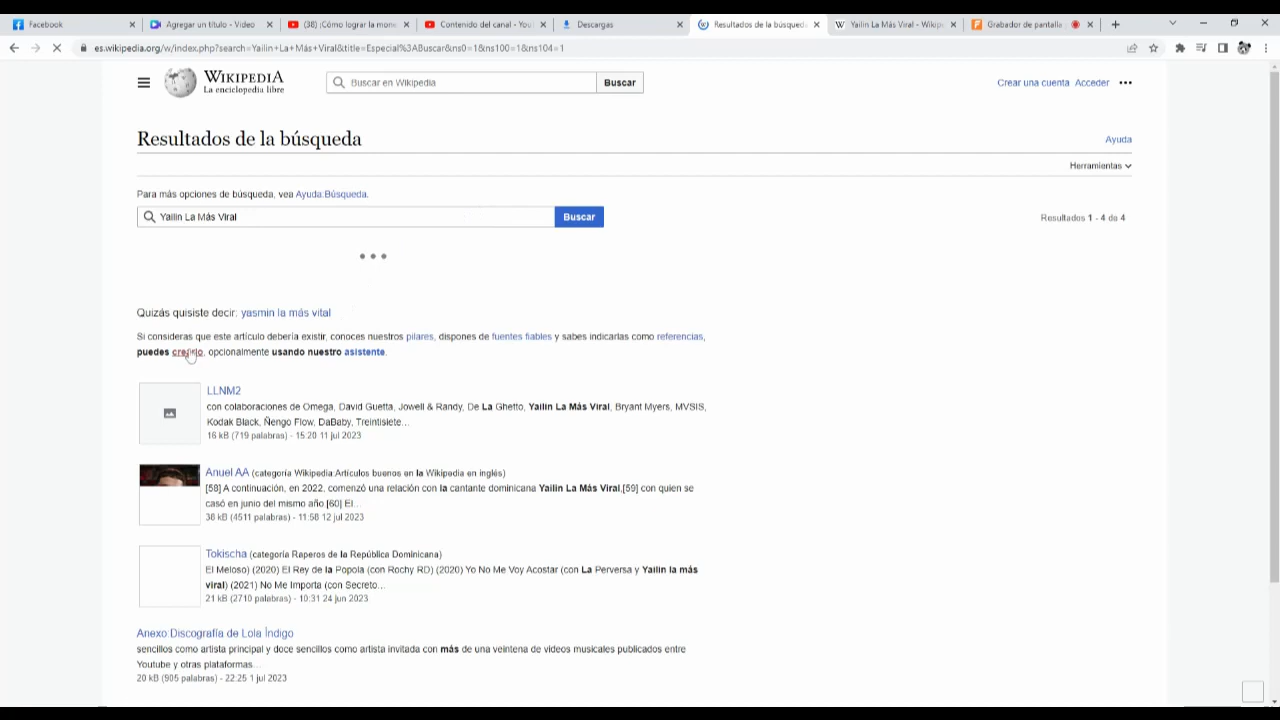 Facebook
Agregar un título - Video
(38) ¿Cómo lograr la mone
Contenido del canal - You
Descargas
Resultados de la búsqued
Yailin La Más Viral - Wikip
Grabador de pantalla
es.wikipedia.org/w/index.php?search=Yailin+La+Más+Viral&title=Especial%3ABuscar&ns0=1&ns100=1&ns104=1
WIKIPEDIA
La enciclopedia libre
Buscar en Wikipedia
Buscar
Crear una cuenta Acceder
Resultados de la búsqueda
Ayuda
Herramientas
Para más opciones de búsqueda, vea Ayuda:Búsqueda.
Yailin La Más Viral
Buscar
Resultados 1 - 4 de 4
Quizás quisiste decir: yasmin la más vital
Si consideras que este artículo debería existir, conoces nuestros pilares, dispones de fuentes fiables y sabes indicarlas como referencias,
puedes crearlo, opcionalmente usando nuestro asistente.
LLNM2
con colaboraciones de Omega, David Guetta, Jowell & Randy, De La Ghetto, Yailin La Más Viral, Bryant Myers, MVSIS,
Kodak Black, Ñengo Flow, DaBaby, Treintisiete...
16 kB (719 palabras) - 15:20 11 jul 2023
Anuel AA (categoría Wikipedia:Artículos buenos en la Wikipedia en inglés)
[58] A continuación, en 2022, comenzó una relación con la cantante dominicana Yailin La Más Viral,[59] con quien se
casó en junio del mismo año.[60] El...
38 kB (4511 palabras) - 11:58 12 jul 2023
Tokischa (categoría Raperos de la República Dominicana)
El Meloso) (2020) El Rey de la Popola (con Rochy RD) (2020) Yo No Me Voy Acostar (con La Perversa y Yailin la más
viral) (2021) No Me Importa (con Secreto...
21 kB (2710 palabras) - 10:31 24 jun 2023
Anexo:Discografía de Lola Índigo
sencillos como artista principal y doce sencillos como artista invitada con más de una veintena de videos musicales publicados entre
Youtube y otras plataformas...
20 kB (905 palabras) - 22:25 1 jul 2023